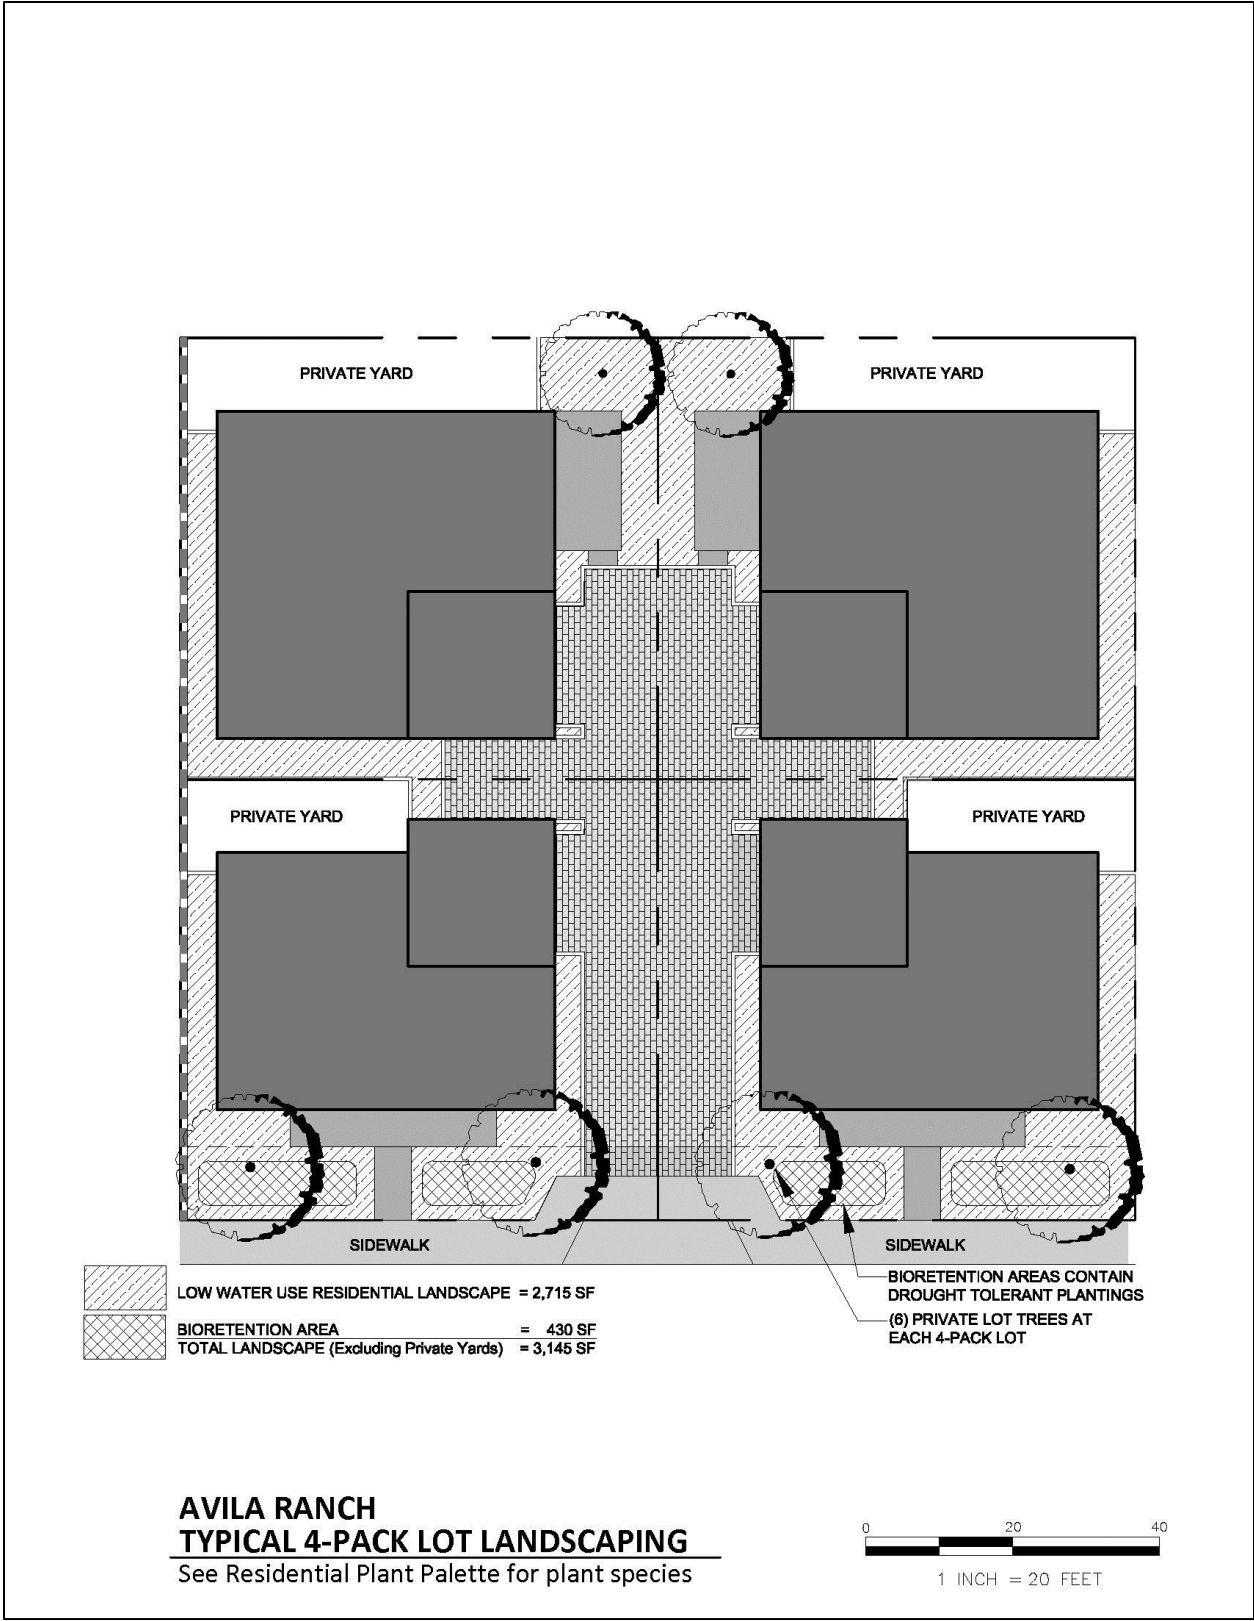 PRIVATE YARD
PRIVATE YARD
PRIVATE YARD
PRIVATE YARD
SIDEWALK
SIDEWALK
LOW WATER USE RESIDENTIAL LANDSCAPE = 2,715 SF
BIORETENTION AREA = 430 SF
TOTAL LANDSCAPE (Excluding Private Yards) = 3,145 SF
BIORETENTION AREAS CONTAIN
DROUGHT TOLERANT PLANTINGS
(6) PRIVATE LOT TREES AT
EACH 4-PACK LOT
AVILA RANCH
TYPICAL 4-PACK LOT LANDSCAPING
See Residential Plant Palette for plant species
0 20 40
1 INCH = 20 FEET